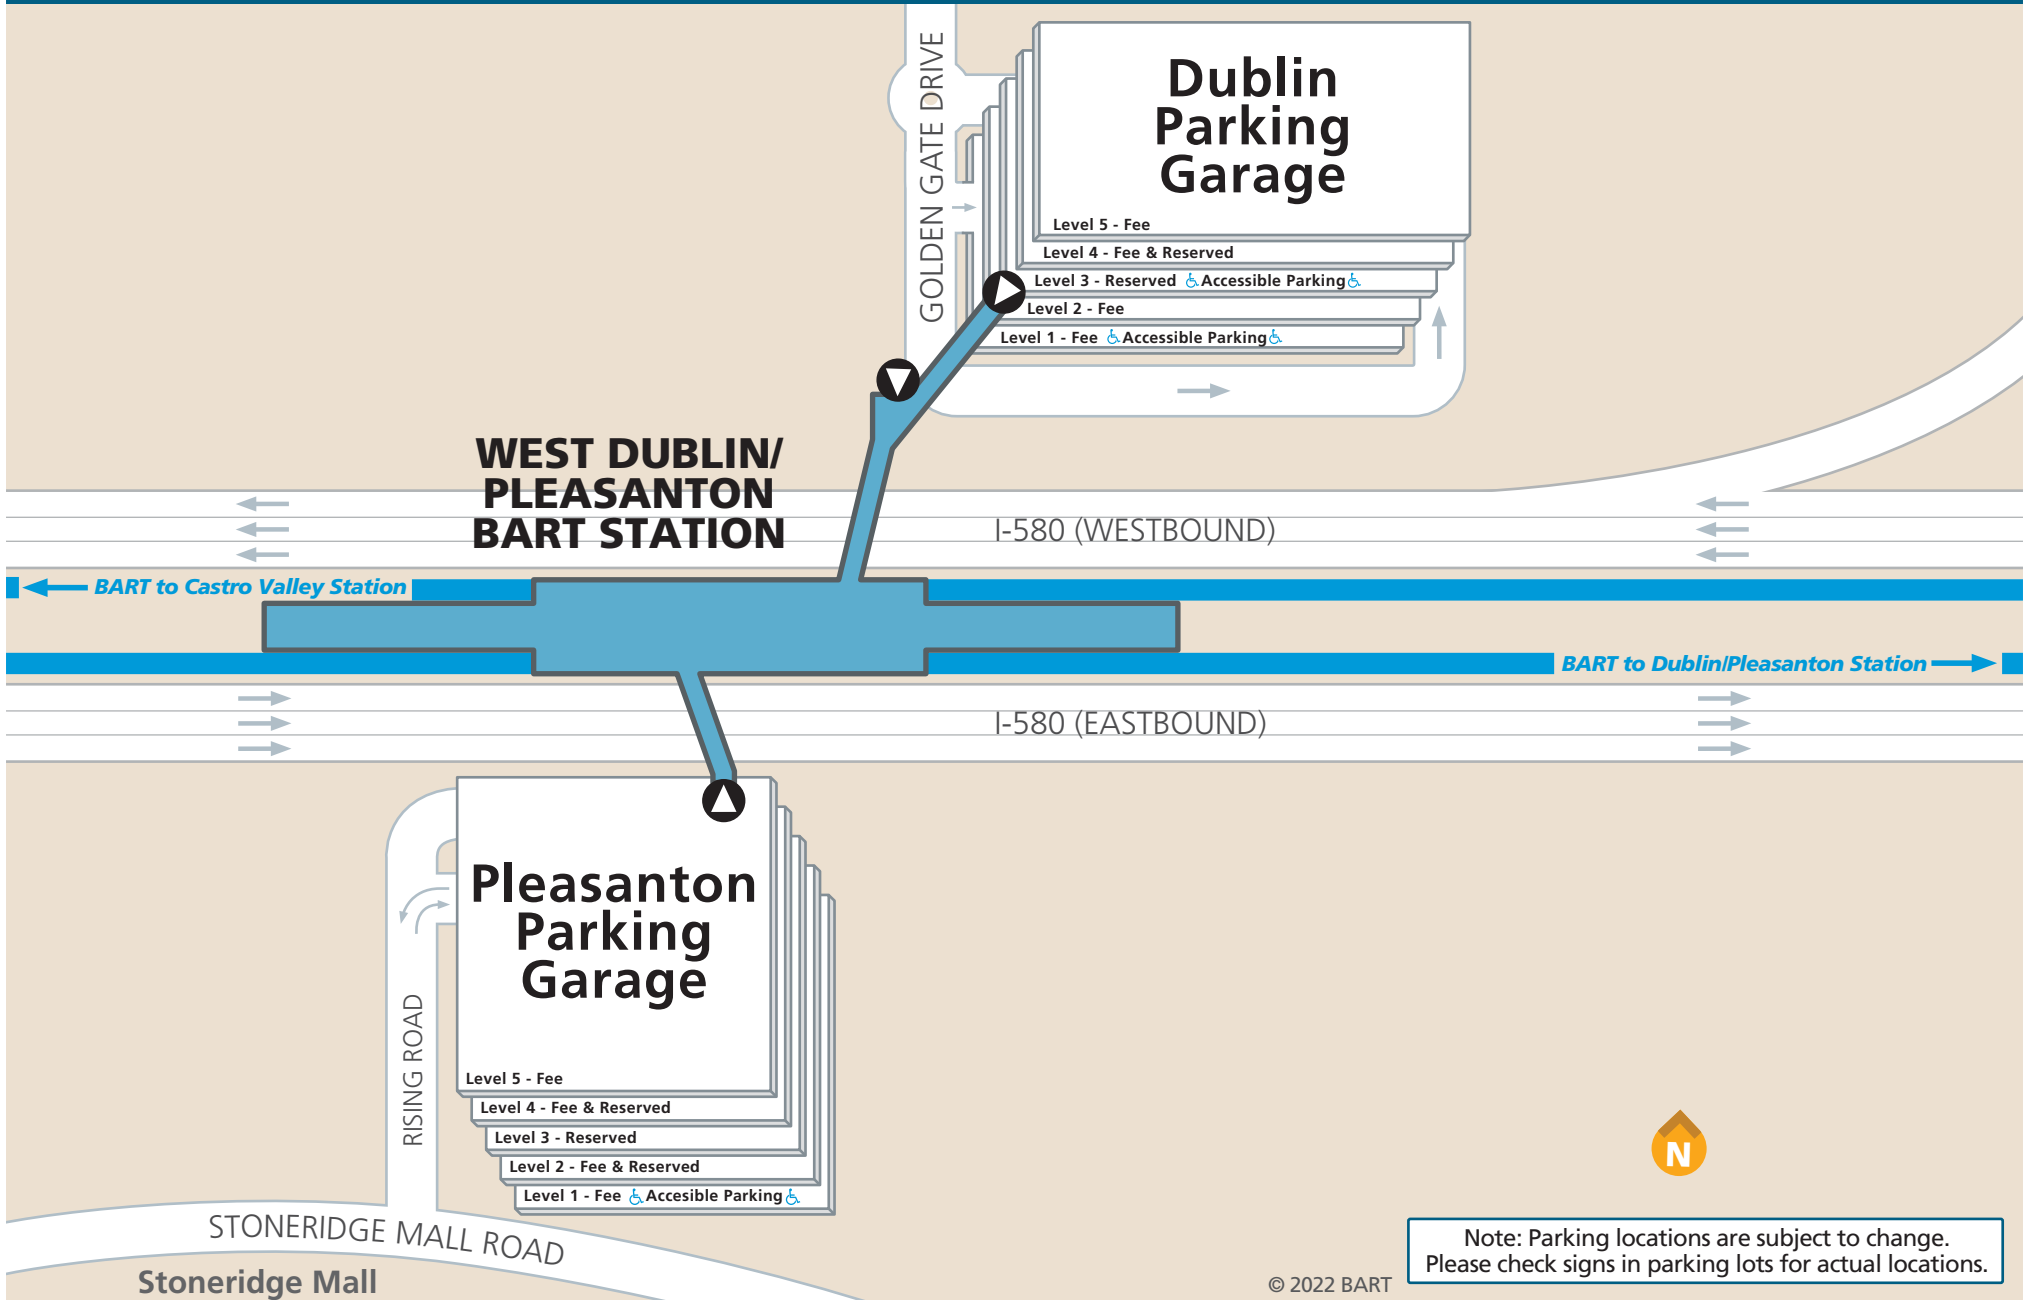 GOLDEN GATE DRIVE
Dublin
Parking
Garage
Level 5 - Fee
Level 4 - Fee & Reserved
Level 3 - Reserved Accessible Parking
Level 2 - Fee
Level 1 - Fee Accessible Parking
WEST DUBLIN/
PLEASANTON
BART STATION
I-580 (WESTBOUND)
BART to Castro Valley Station
BART to Dublin/Pleasanton Station
I-580 (EASTBOUND)
Pleasanton
Parking
Garage
Level 5 - Fee
Level 4 - Fee & Reserved
Level 3 - Reserved
Level 2 - Fee & Reserved
Level 1 - Fee Accesible Parking
RISING ROAD
STONERIDGE MALL ROAD
Stoneridge Mall
N
Note: Parking locations are subject to change.
Please check signs in parking lots for actual locations.
© 2022 BART